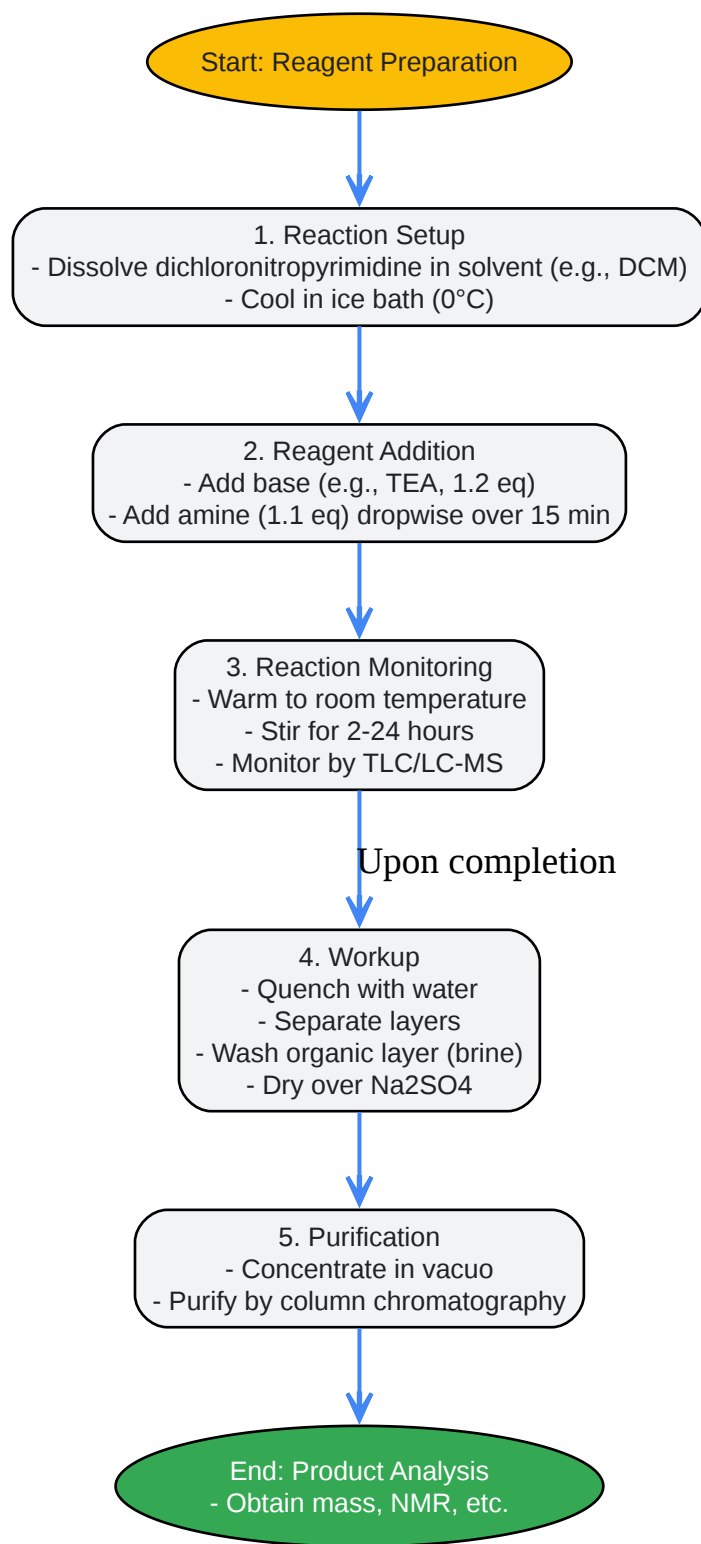 Start: Reagent Preparation
1. Reaction Setup
- Dissolve dichloronitropyrimidine in solvent (e.g., DCM)
- Cool in ice bath (0°C)
2. Reagent Addition
- Add base (e.g., TEA, 1.2 eq)
- Add amine (1.1 eq) dropwise over 15 min
3. Reaction Monitoring
- Warm to room temperature
- Stir for 2-24 hours
- Monitor by TLC/LC-MS
Upon completion
4. Workup
- Quench with water
- Separate layers
- Wash organic layer (brine)
- Dry over Na2SO4
5. Purification
- Concentrate in vacuo
- Purify by column chromatography
End: Product Analysis
- Obtain mass, NMR, etc.